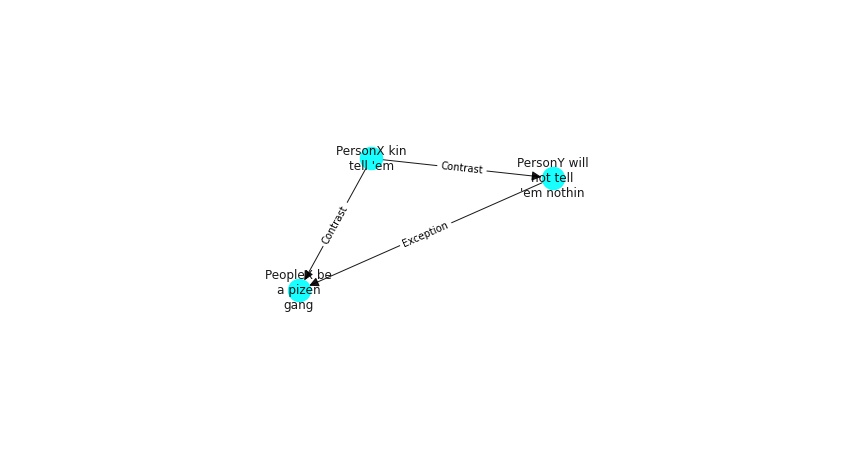 PersonX kin
tell 'em
Contrast
PersonY will
not tell
'em nothin
Contrast
Exception
PeopleX be
a pizen
gang